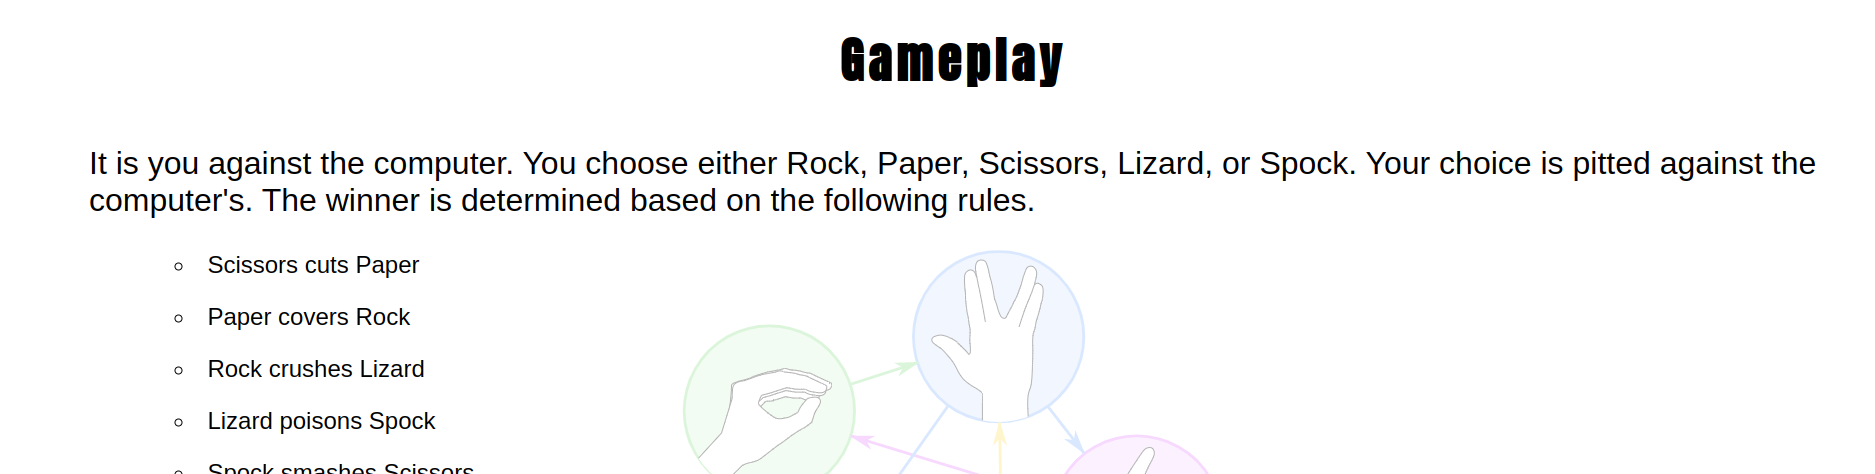 Gameplay
It is you against the computer. You choose either Rock, Paper, Scissors, Lizard, or Spock. Your choice is pitted against the
computer's. The winner is determined based on the following rules.
Scissors cuts Paper
Paper covers Rock
Rock crushes Lizard
Lizard poisons Spock
Spock smashes Scissors